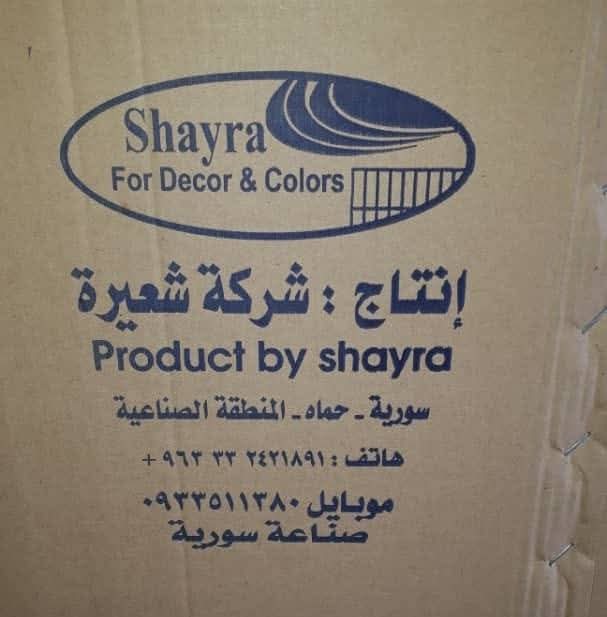 Shayra
For Decor & Colors
إنتاج : شركة شعيرة
Product by shayra
سورية - حماه - المنطقة الصناعية
هاتف : ٢٤٢١٨٩١ ٣٣ ٩٦٣ +
موبايل ٠٩٣٣٥١١٣٨٠
صناعة سورية